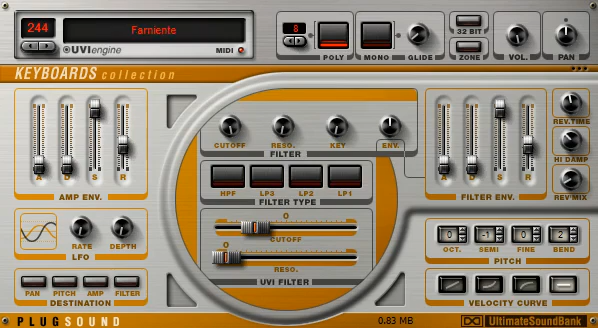 244
Farniente
UVIengine
MIDI
8
POLY
MONO
GLIDE
32 BIT
ZONE
VOL.
PAN
KEYBOARDS collection
A D S R
AMP ENV.
CUTOFF RESO. KEY ENV.
FILTER
HPF LP3 LP2 LP1
FILTER TYPE
0
CUTOFF
0
RESO.
UVI FILTER
A D S R
FILTER ENV.
REV.TIME
HI DAMP
REV'MIX
RATE DEPTH
LFO
PAN PITCH AMP FILTER
DESTINATION
0 -1 0 2
OCT. SEMI FINE BEND
PITCH
VELOCITY CURVE
PLUGSOUND
0.83 MB
UltimateSoundBank